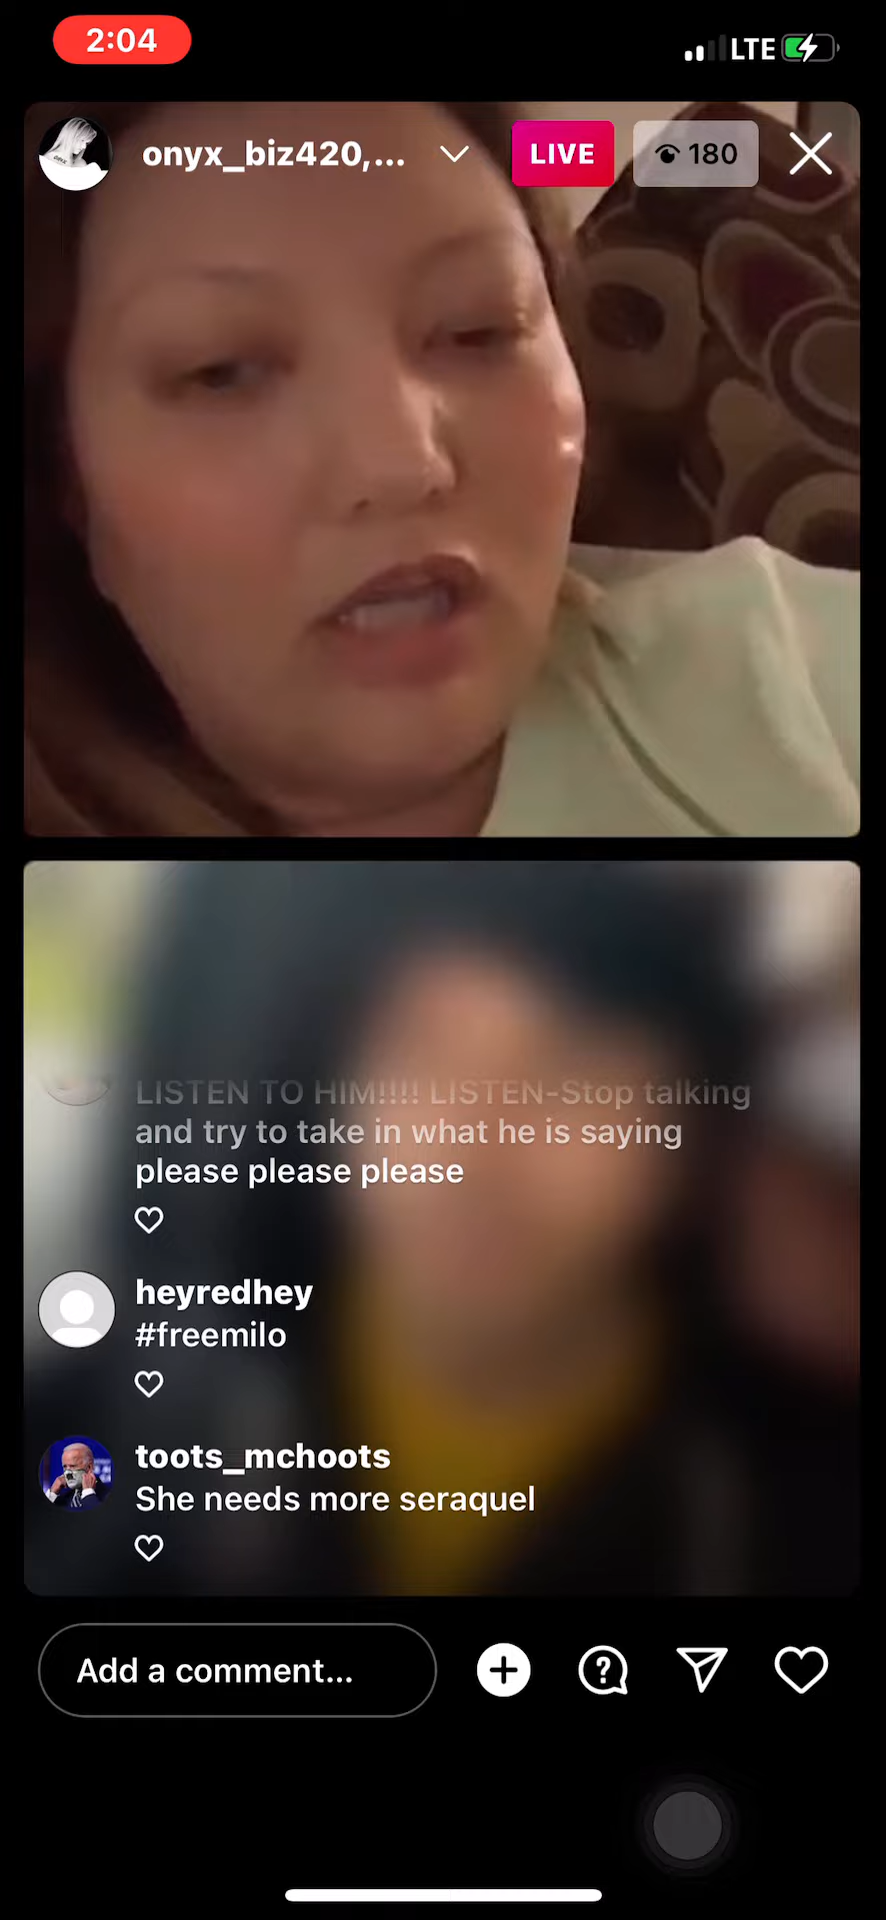 2:04
LTE
onyx_biz420,...
LIVE
180
LISTEN TO HIM!!!! LISTEN-Stop talking
and try to take in what he is saying
please please please
heyredhey
#freemilo
toots_mchoots
She needs more seraquel
Add a comment...